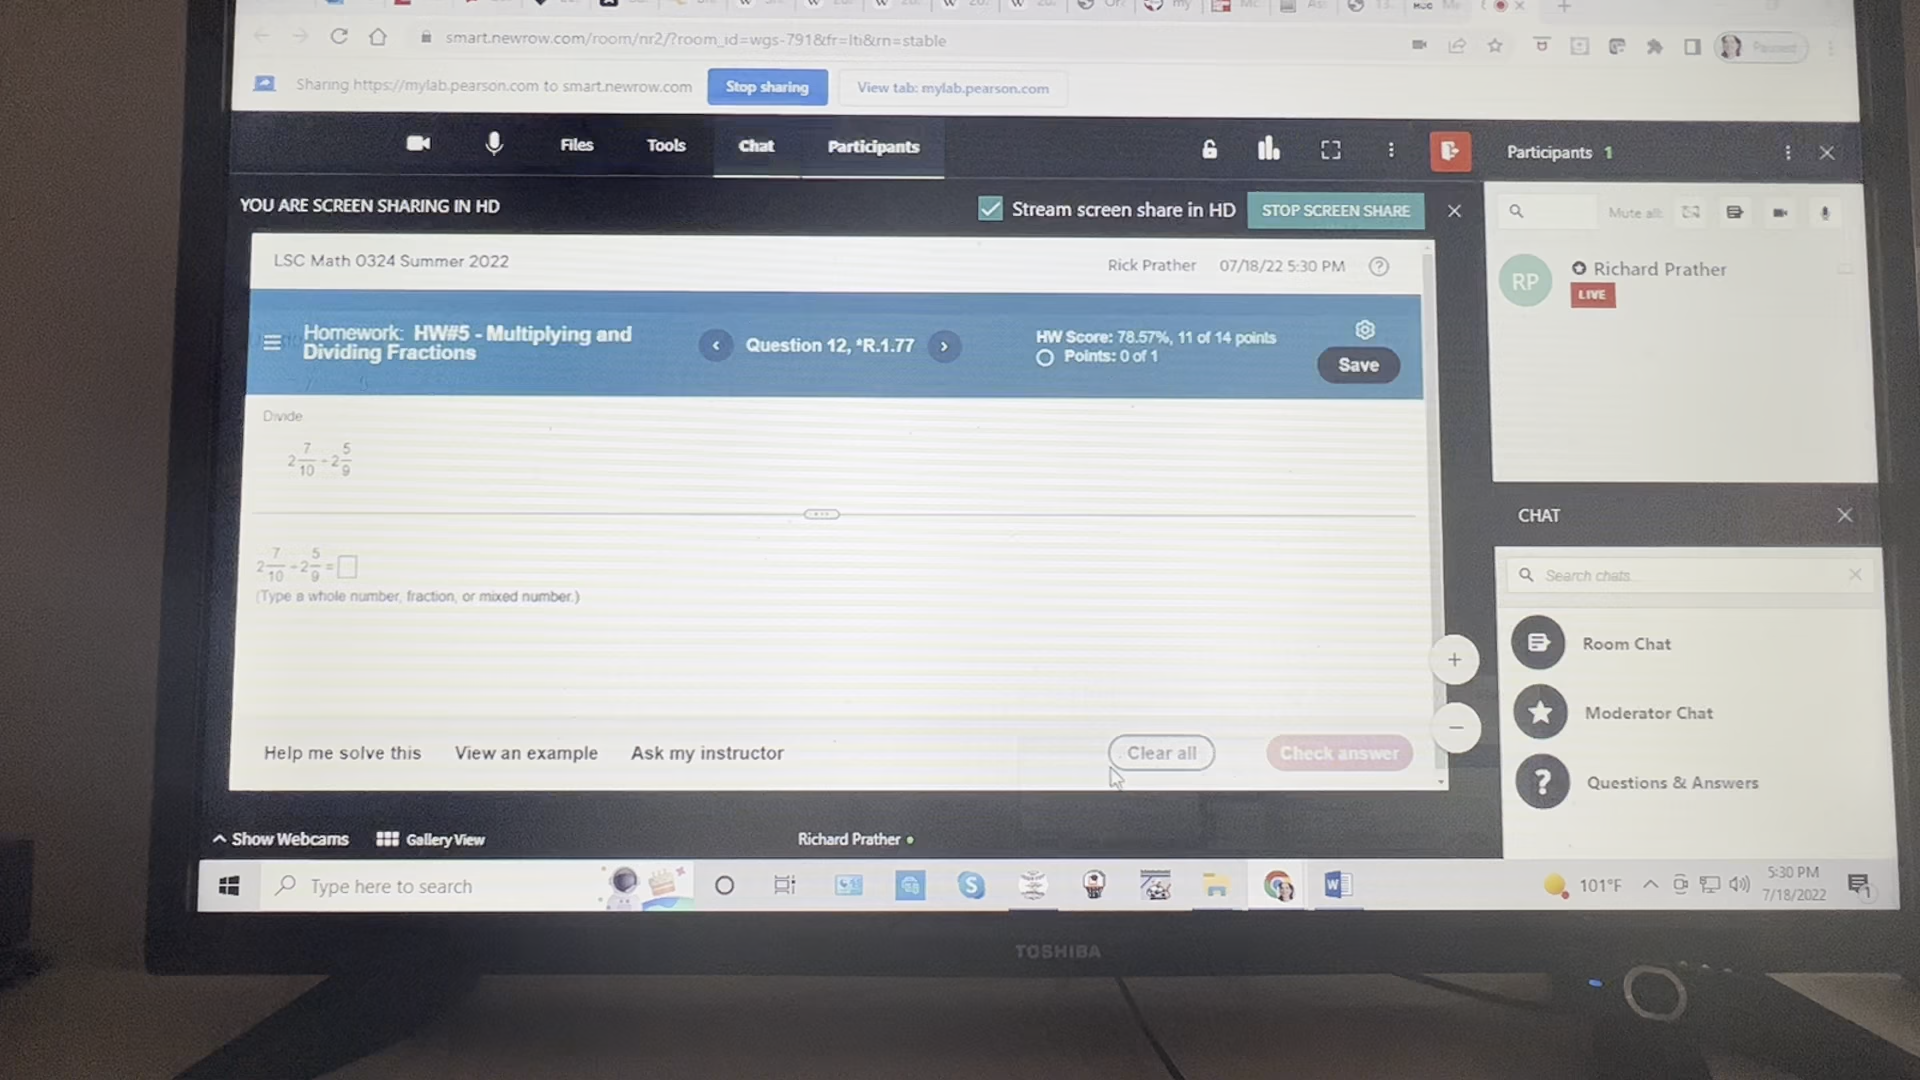 smart.newrow.com/room/nr2/?room_id=wgs-791&fr=lti&rn=stable
Paused
Sharing https://mylab.pearson.com to smart.newrow.com
Stop sharing
View tab: mylab.pearson.com
Files
Tools
Chat
Participants
Participants 1
YOU ARE SCREEN SHARING IN HD
Stream screen share in HD
STOP SCREEN SHARE
Mute all:
LSC Math 0324 Summer 2022
Rick Prather 07/18/22 5:30 PM
RP
Richard Prather
LIVE
Homework: HW#5 - Multiplying and
Dividing Fractions
Question 12, *R.1.77
HW Score: 78.57%, 11 of 14 points
Points: 0 of 1
Save
Divide
2 7/10 ÷ 2 5/9
CHAT
2 7/10 ÷ 2 5/9 =
(Type a whole number, fraction, or mixed number.)
Search chats
Room Chat
Moderator Chat
Questions & Answers
Help me solve this
View an example
Ask my instructor
Clear all
Check answer
Show Webcams
Gallery View
Richard Prather
Type here to search
101°F
5:30 PM
7/18/2022
1
TOSHIBA